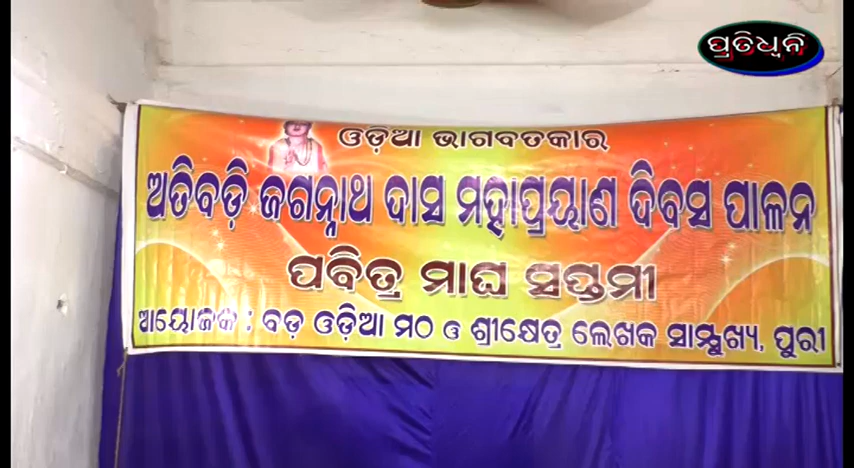 ପ୍ରତିଧ୍ୱନି
ଓଡ଼ିଆ ଭାଗବତକାର
ଅତିବଡ଼ି ଜଗନ୍ନାଥ ଦାସ ମହାପ୍ରୟାଣ ଦିବସ ପାଳନ
ପବିତ୍ର ମାଘ ସପ୍ତମୀ
ଆୟୋଜକ : ବଡ଼ ଓଡ଼ିଆ ମଠ ଓ ଶ୍ରୀକ୍ଷେତ୍ର ଲେଖକ ସାମ୍ମୁଖ୍ୟ, ପୁରୀ